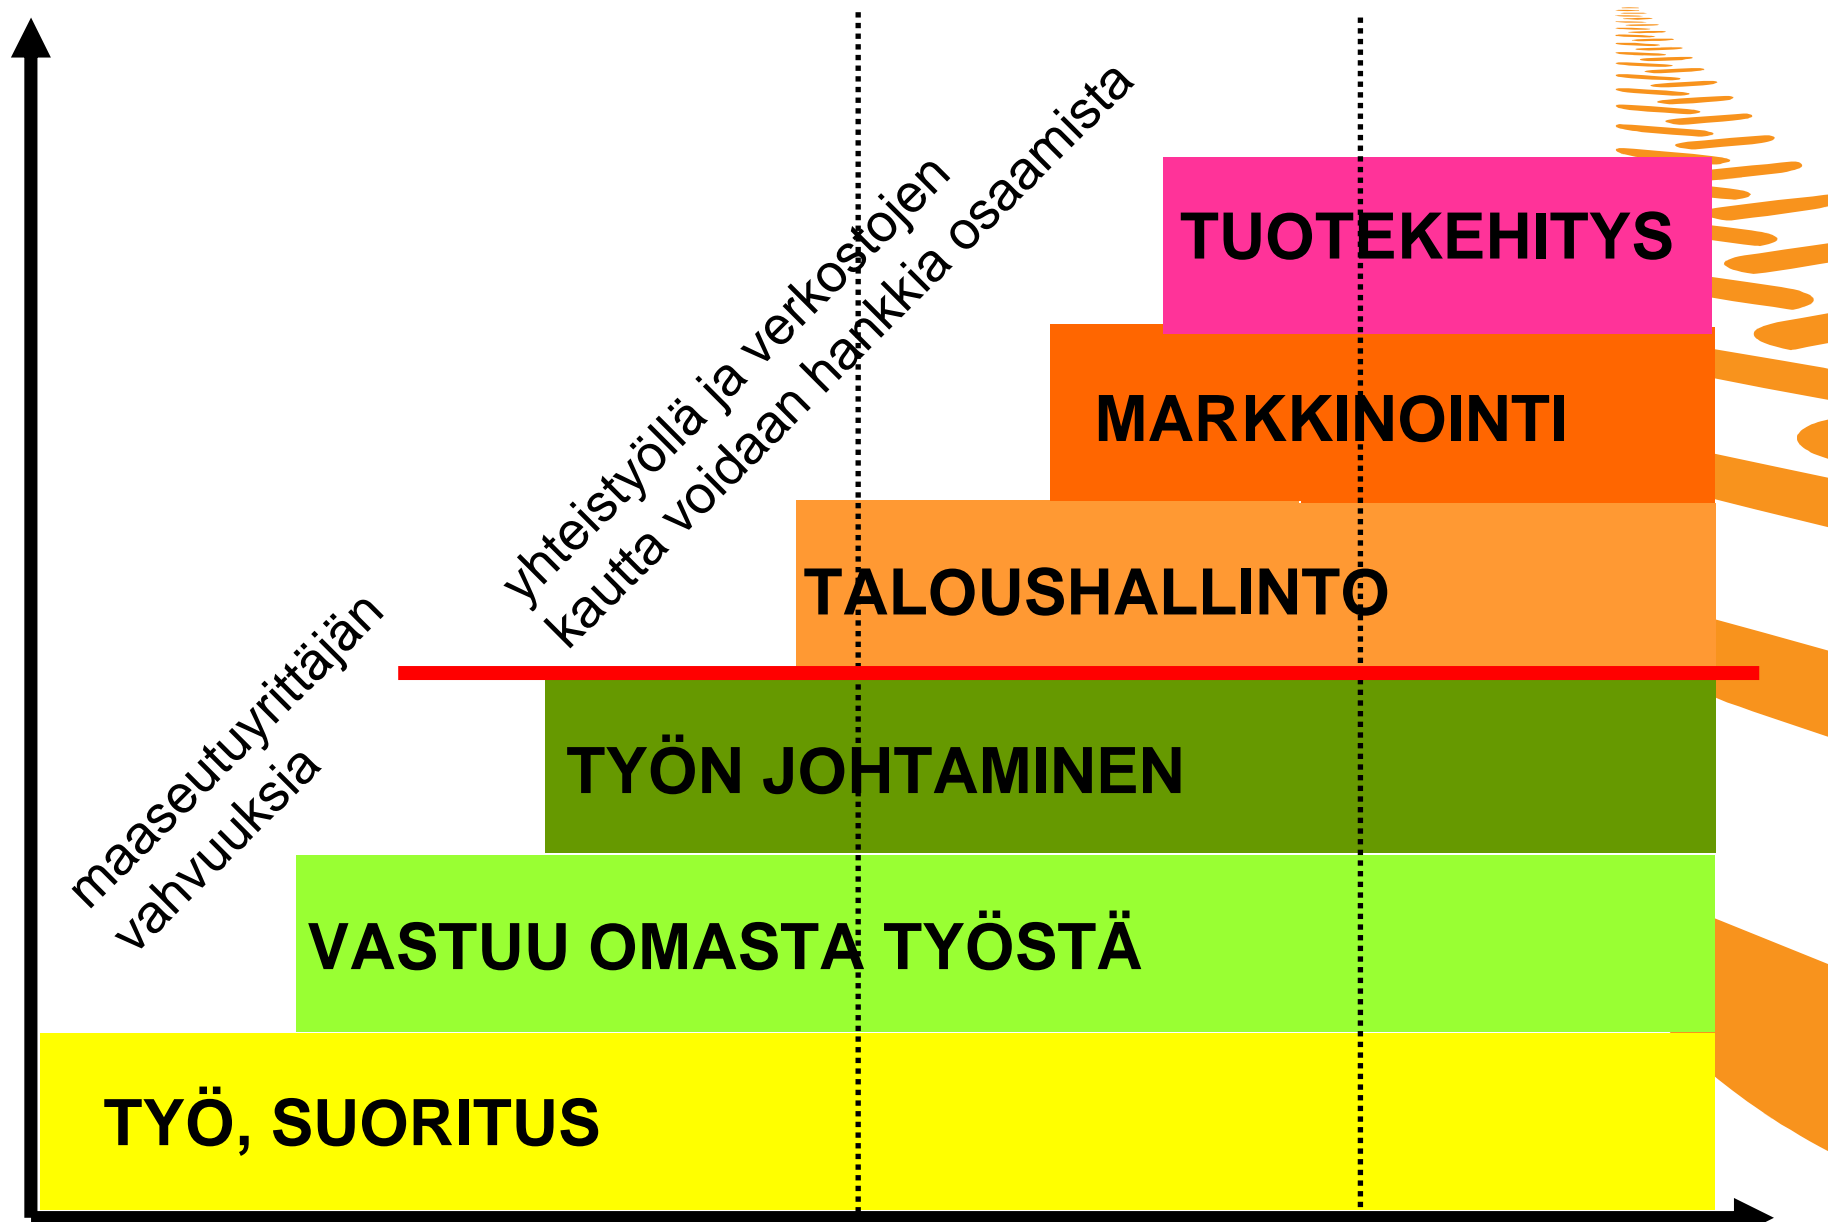 yhteistyöllä ja verkostojen
kautta voidaan hankkia osaamista
TUOTEKEHITYS
MARKKINOINTI
TALOUSHALLINTO
maaseutuyrittäjän
vahvuuksia
TYÖN JOHTAMINEN
VASTUU OMASTA TYÖSTÄ
TYÖ, SUORITUS